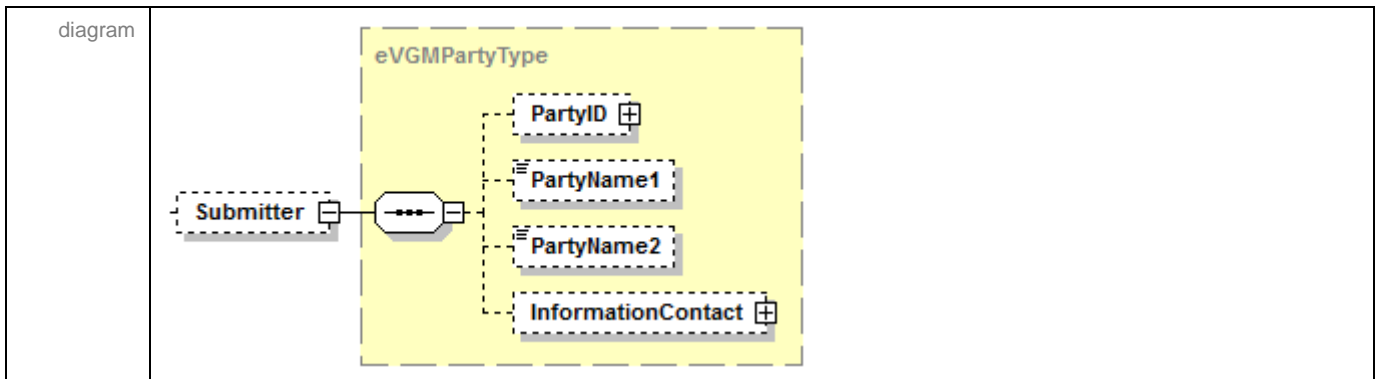 diagram
eVGMPartyType
PartyID
PartyName1
Submitter
PartyName2
InformationContact